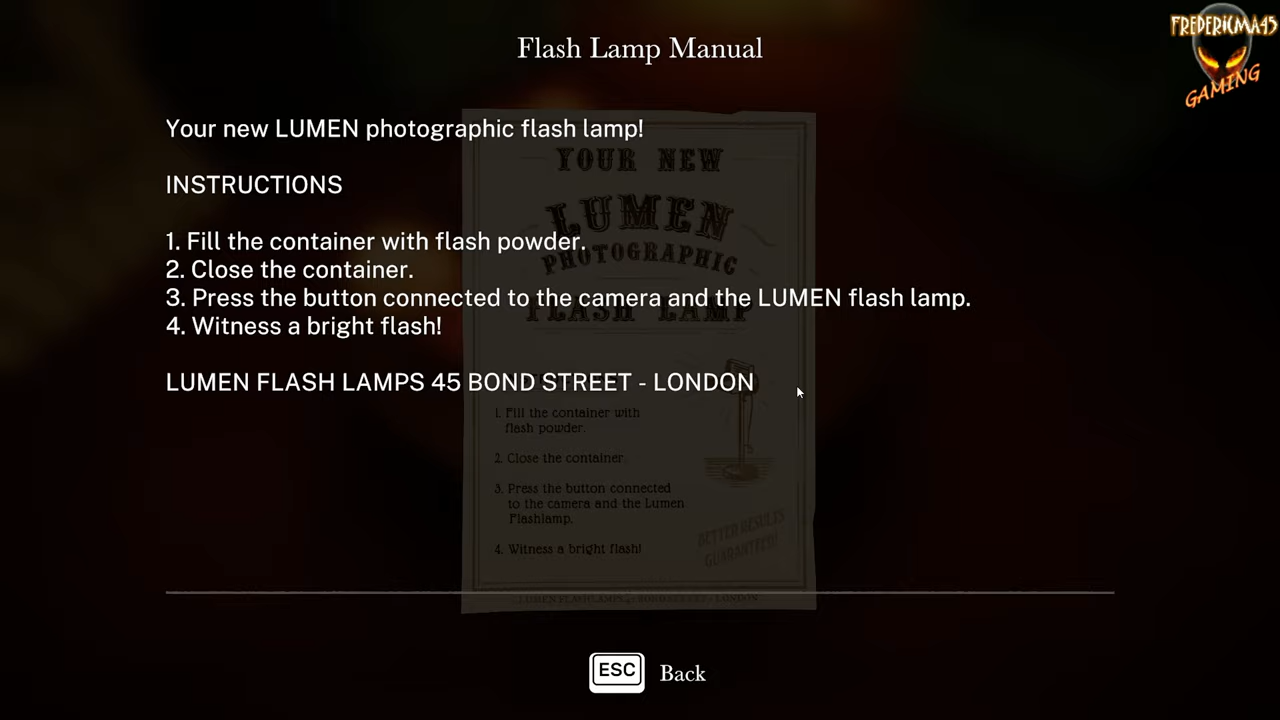 Flash Lamp Manual
FREDERICMA45
GAMING
Your new LUMEN photographic flash lamp!
INSTRUCTIONS
1. Fill the container with flash powder.
2. Close the container.
3. Press the button connected to the camera and the LUMEN flash lamp.
4. Witness a bright flash!
LUMEN FLASH LAMPS 45 BOND STREET - LONDON
YOUR NEW
LUMEN
PHOTOGRAPHIC
FLASH LAMP
1. Fill the container with
flash powder.
2. Close the container.
3. Press the button connected
to the camera and the Lumen
Flashlamp.
4. Witness a bright flash!
BETTER RESULTS
GUARANTEED!
ESC Back